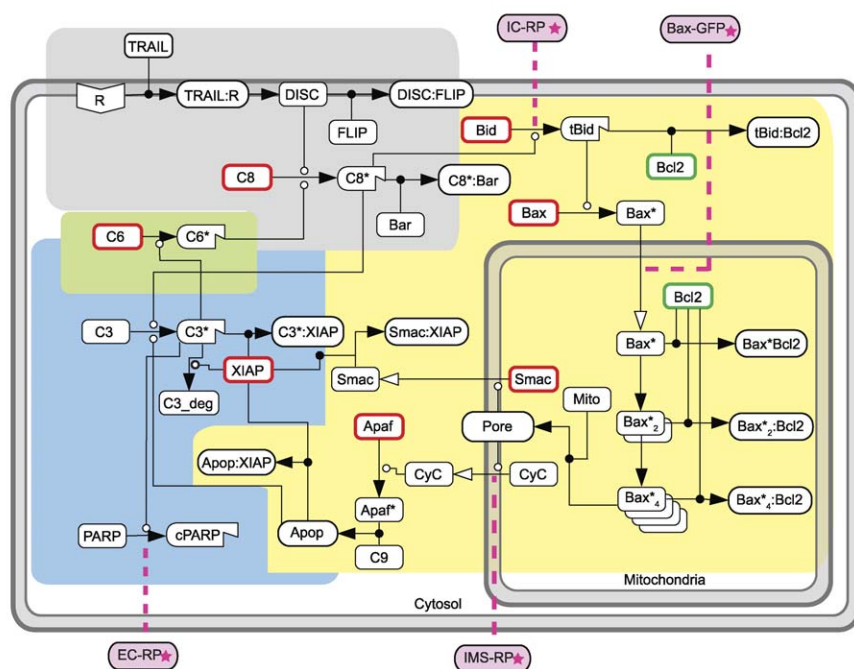 IC-RP
Bax-GFP
TRAIL
R
TRAIL:R
DISC
DISC:FLIP
FLIP
Bid
tBid
tBid:Bcl2
Bcl2
C8
C8*
C8*:Bar
Bar
Bax
Bax*
C6
C6*
Bcl2
C3
C3*
C3*:XIAP
Smac:XIAP
Bax*
Bax*Bcl2
XIAP
Smac
Smac
Mito
C3_deg
Apaf
Pore
Bax*2
Bax*2:Bcl2
Apop:XIAP
CyC
CyC
Bax*4
Bax*4:Bcl2
Apaf*
PARP
cPARP
Apop
C9
Mitochondria
Cytosol
EC-RP
IMS-RP